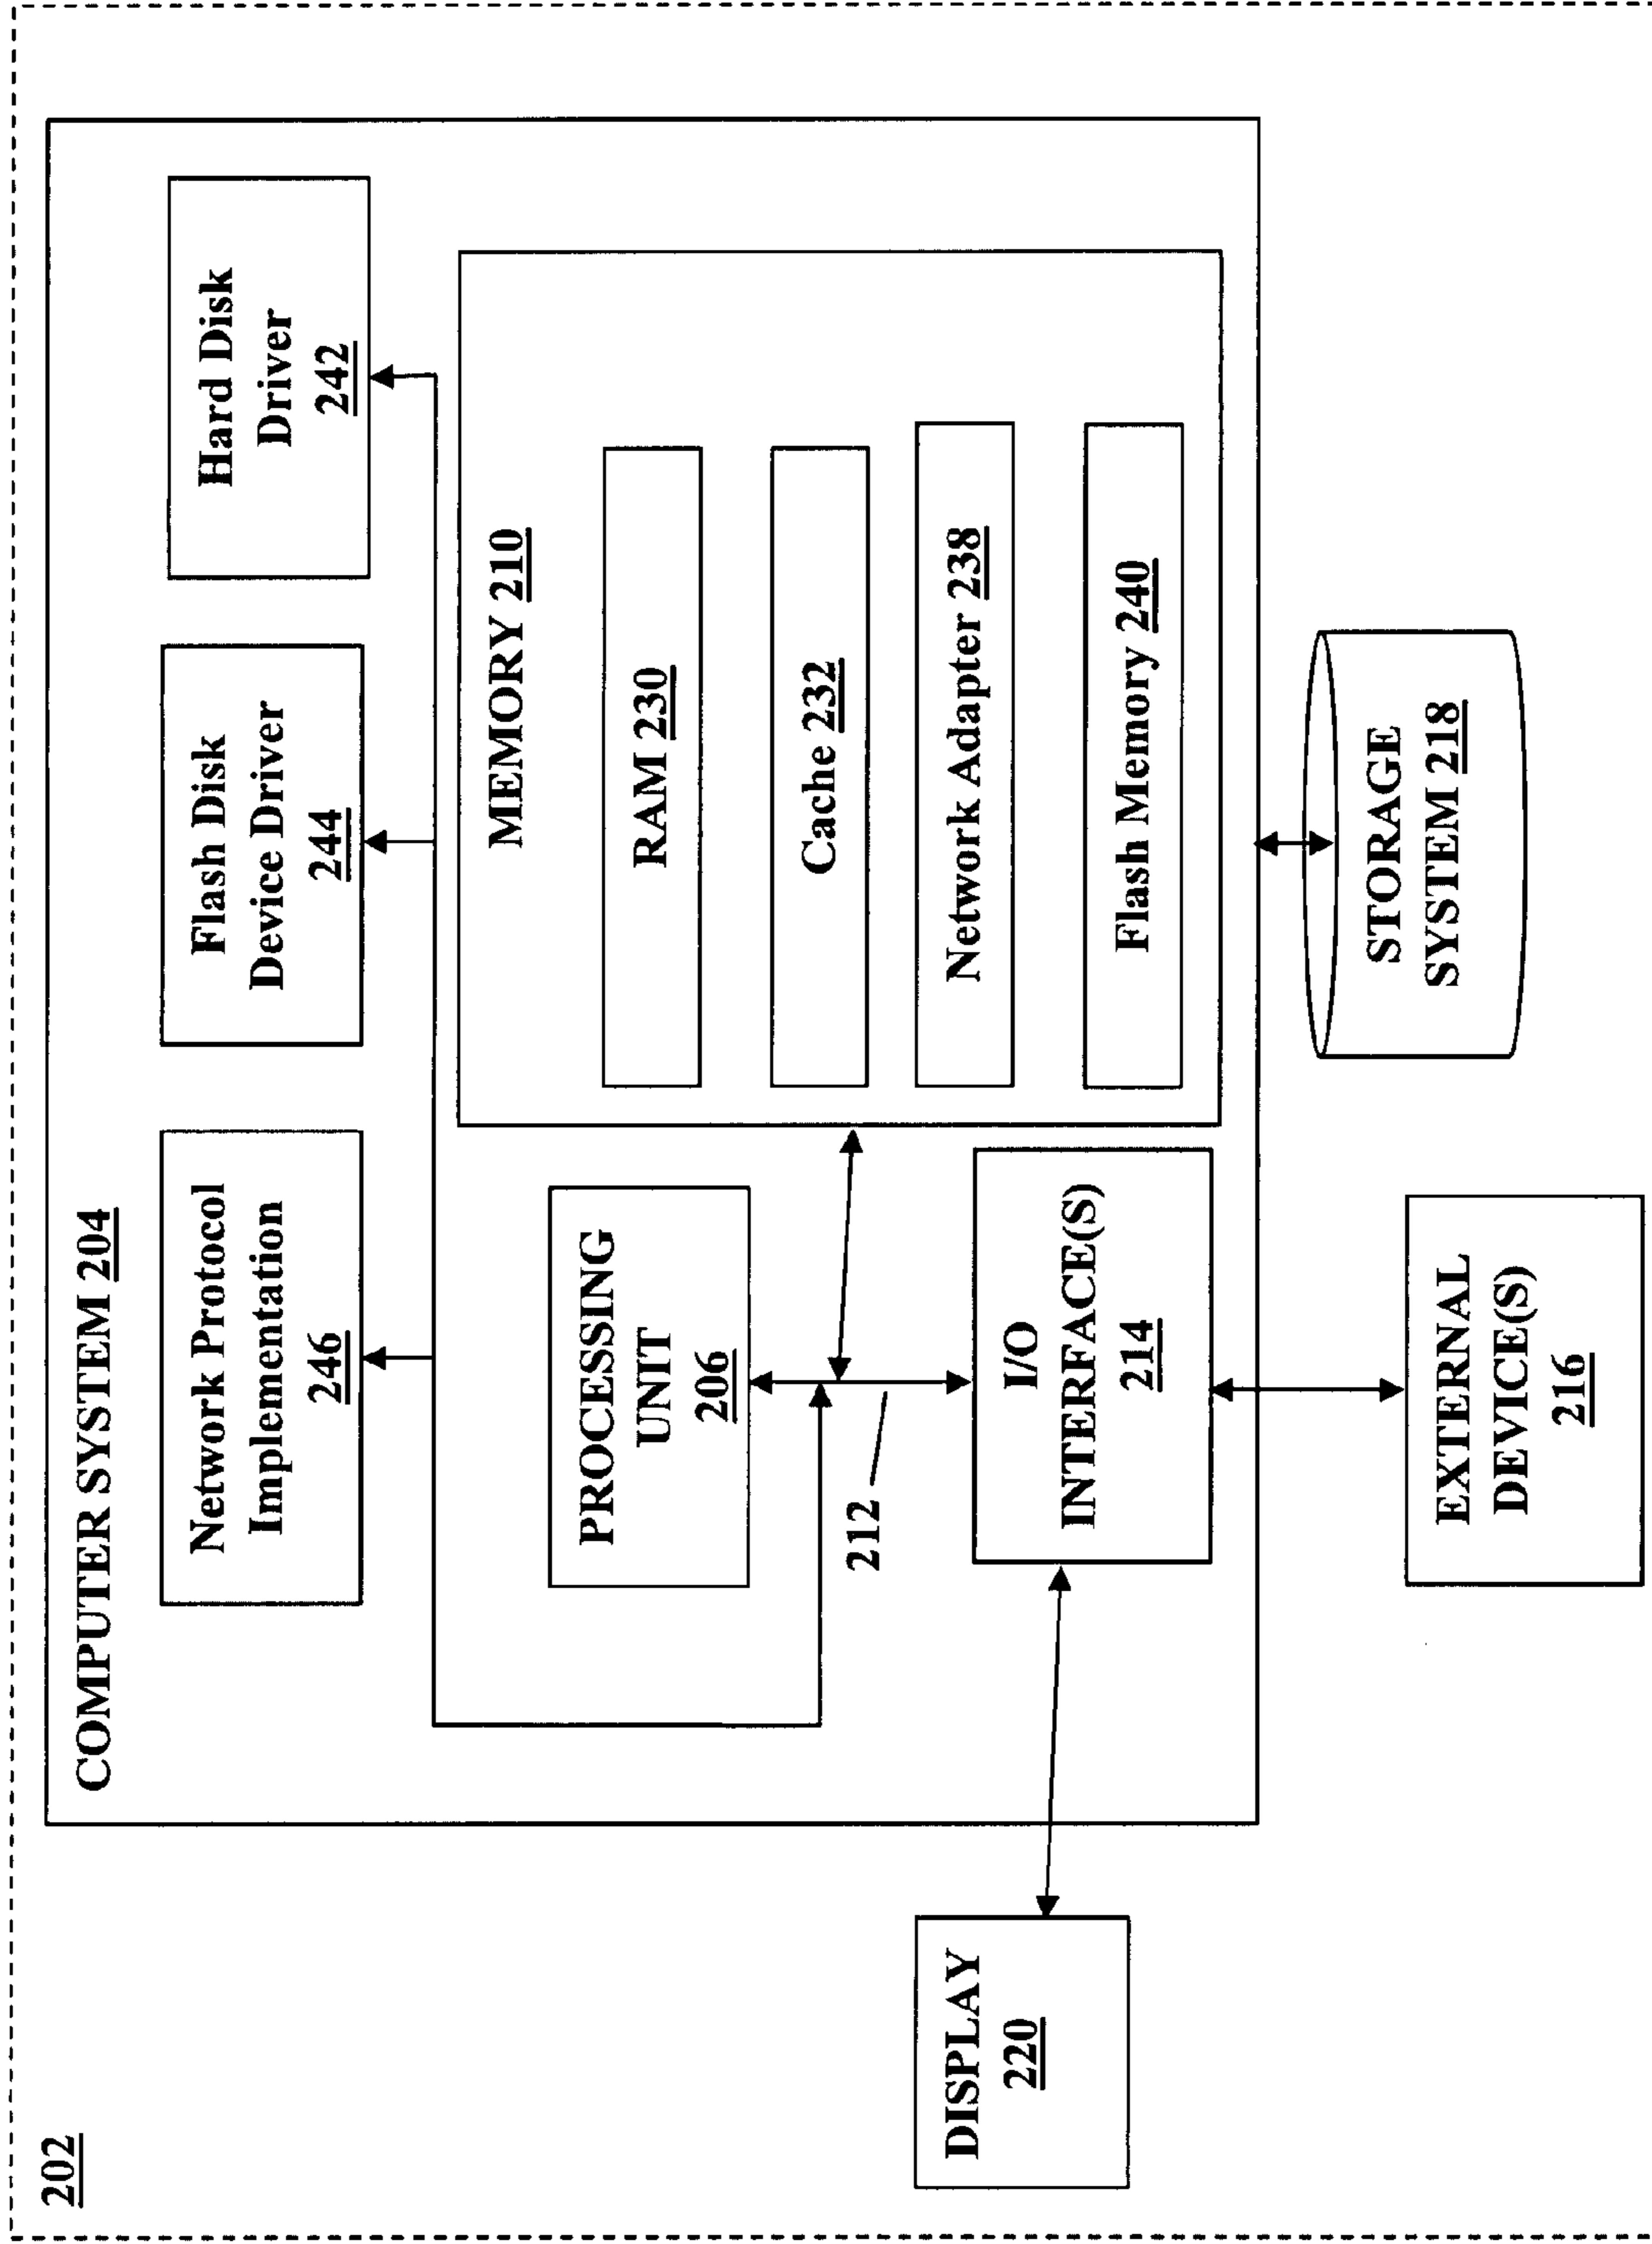 202
COMPUTER SYSTEM 204
Network Protocol
Implementation
246
Flash Disk
Device Driver
244
Hard Disk
Driver
242
PROCESSING
UNIT
206
212
I/O
INTERFACE(S)
214
MEMORY 210
RAM 230
Cache 232
Network Adapter 238
Flash Memory 240
DISPLAY
220
EXTERNAL
DEVICE(S)
216
STORAGE
SYSTEM 218